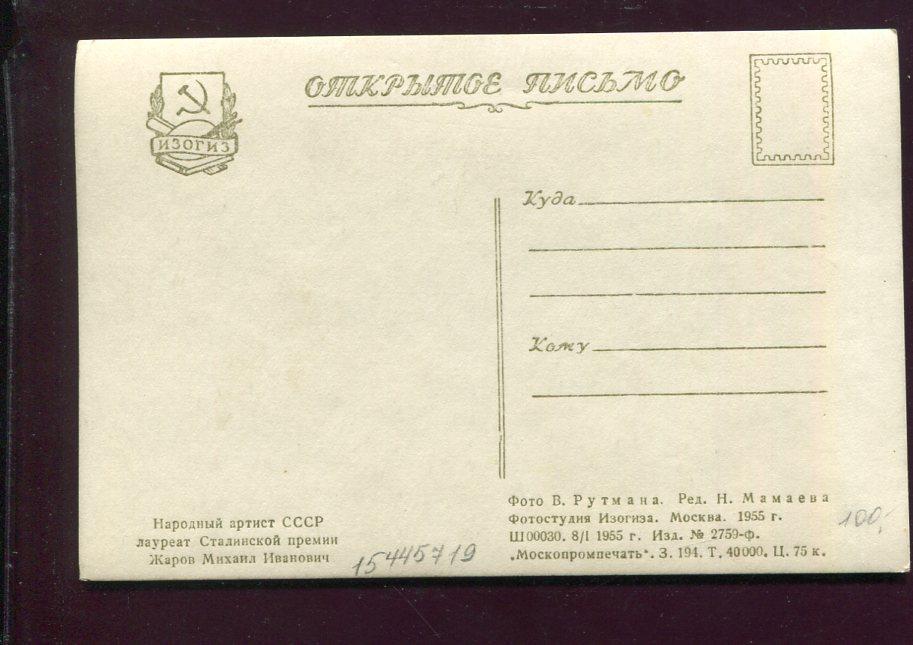 ОТКРЫТОЕ ПИСЬМО
ИЗОГИЗ
Куда
Кому
Народный артист СССР
лауреат Сталинской премии
Жаров Михаил Иванович
15445719
Фото В. Рутмана. Ред. Н. Мамаева
Фотостудия Изогиза. Москва. 1955 г.
Ш00030. 8/I 1955 г. Изд. № 2759-ф.
„Москопромпечать“. З. 194. Т. 40000. Ц. 75 к.
100,-